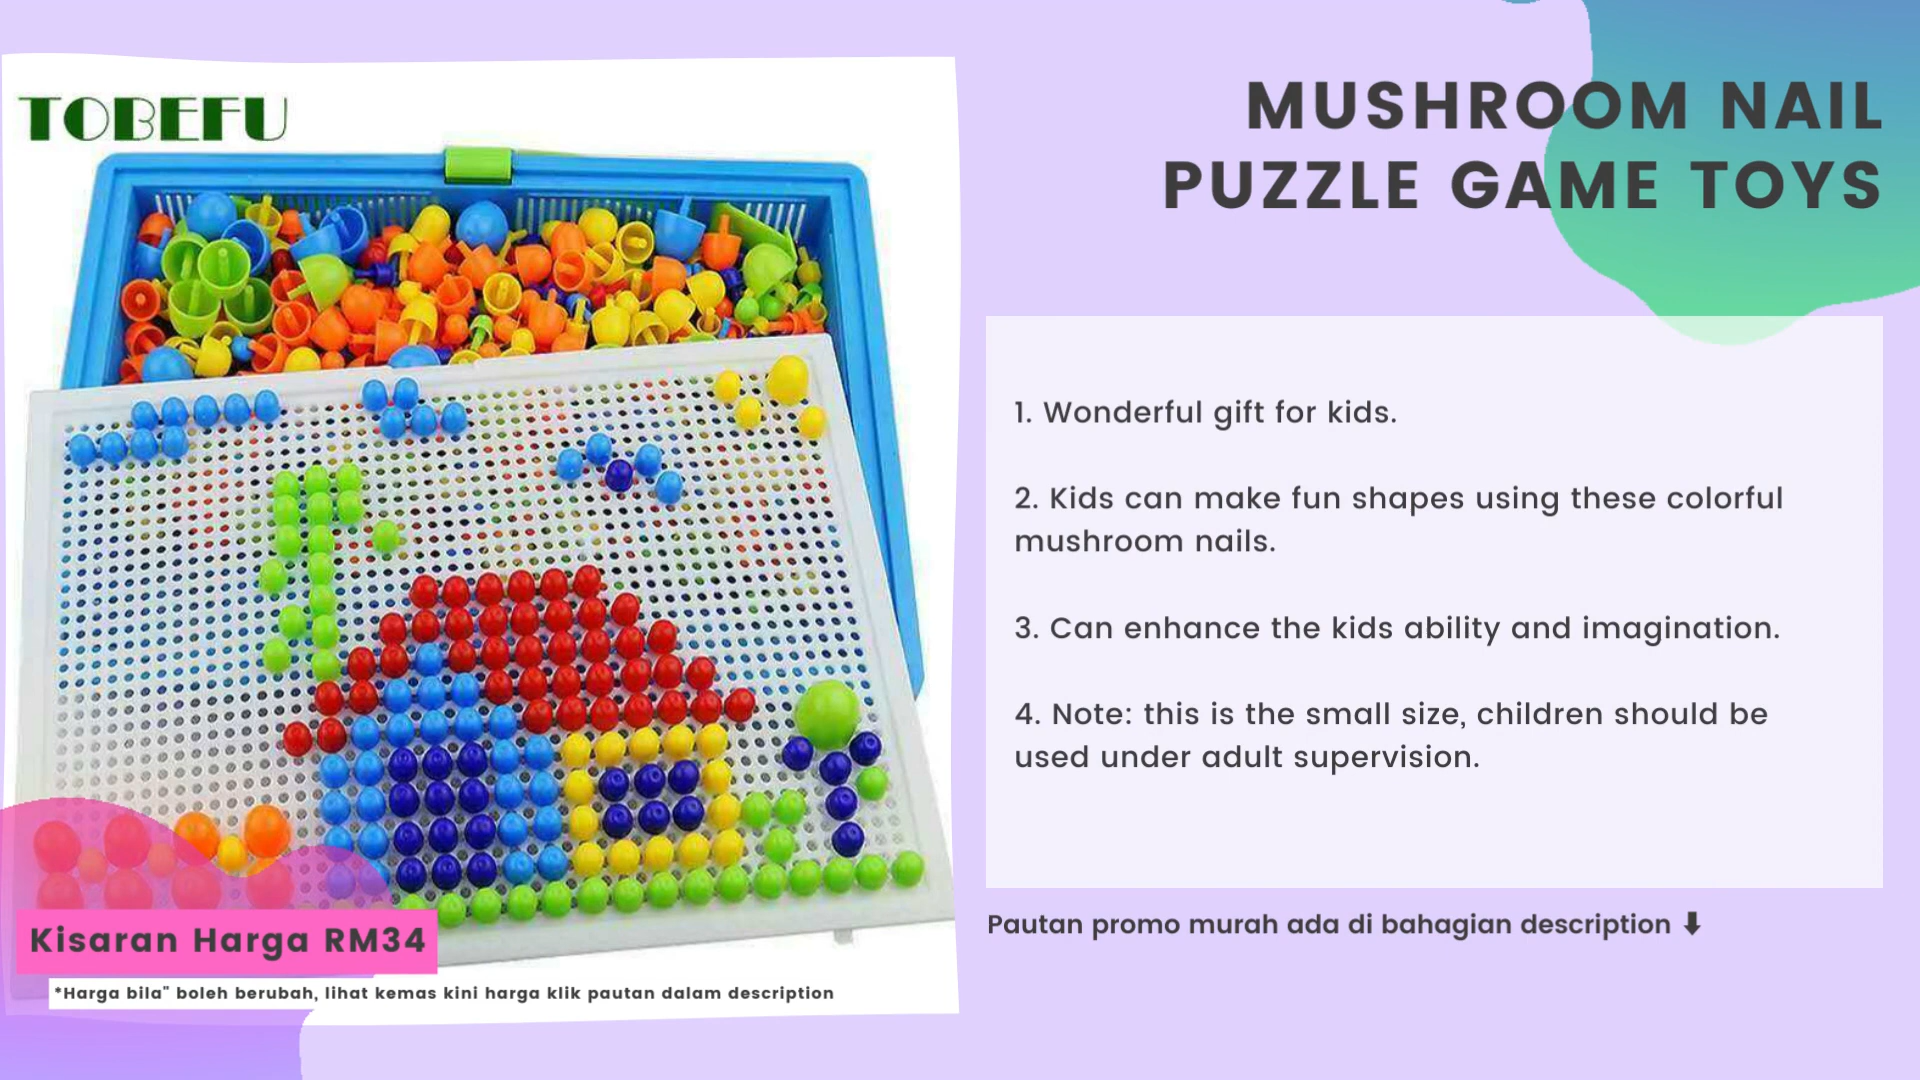 TOBEFU
MUSHROOM NAIL
PUZZLE GAME TOYS
1. Wonderful gift for kids.
2. Kids can make fun shapes using these colorful
mushroom nails.
3. Can enhance the kids ability and imagination.
4. Note: this is the small size, children should be
used under adult supervision.
Pautan promo murah ada di bahagian description ⬇
Kisaran Harga RM34
*Harga bila" boleh berubah, lihat kemas kini harga klik pautan dalam description